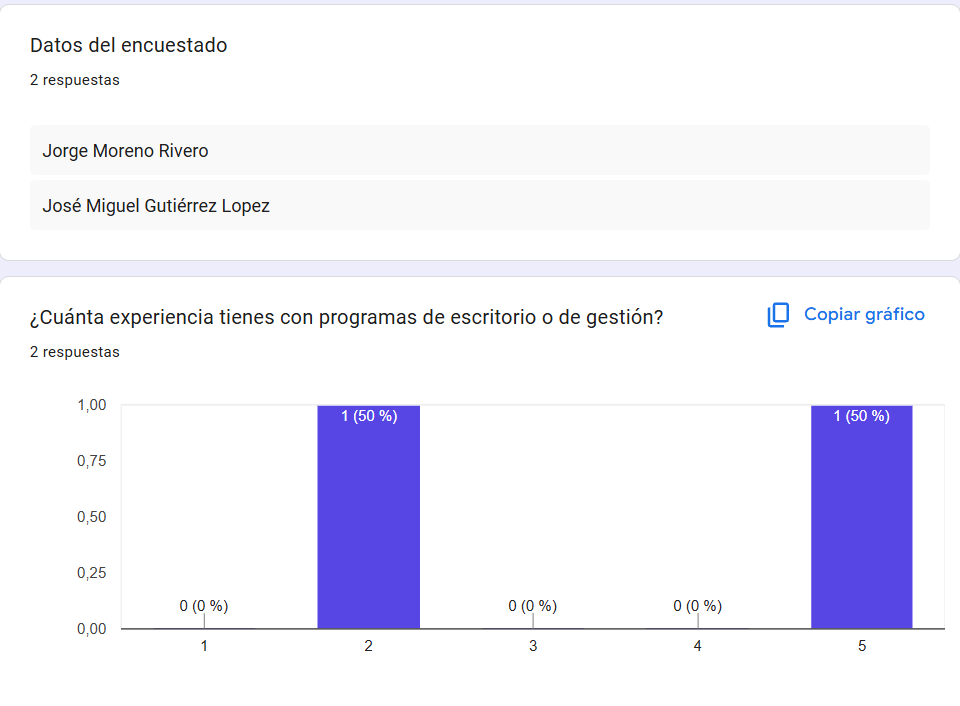 Datos del encuestado
2 respuestas
Jorge Moreno Rivero
José Miguel Gutiérrez Lopez
¿Cuánta experiencia tienes con programas de escritorio o de gestión?
Copiar gráfico
2 respuestas
1,00
0,75
0,50
0,25
0,00
0 (0 %)
1 (50 %)
0 (0 %)
0 (0 %)
1 (50 %)
1
2
3
4
5